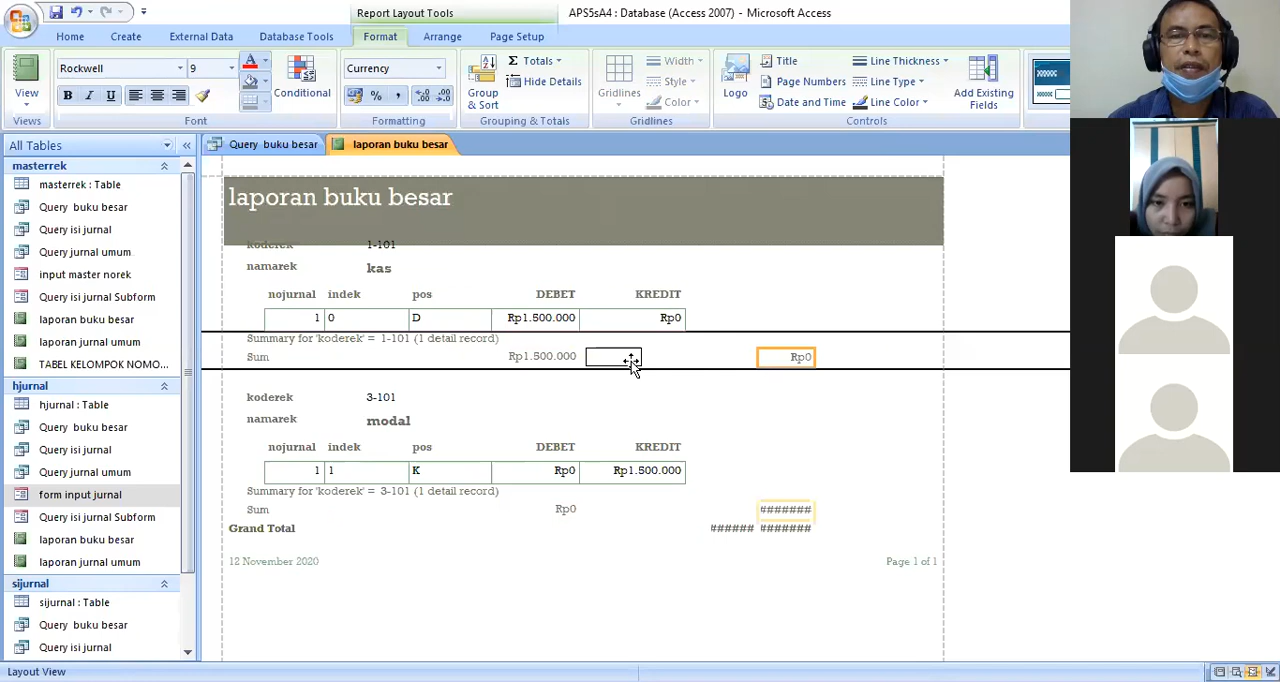 Report Layout Tools
APS5sA4 : Database (Access 2007) - Microsoft Access
Home Create External Data Database Tools Format Arrange Page Setup
View
Views
Rockwell 9
B I U A
Conditional
Font
Currency
% ,
Formatting
Group & Sort
Σ Totals
Hide Details
Grouping & Totals
Gridlines
Width
Style
Color
Gridlines
Logo
Title
Page Numbers
Date and Time
Line Thickness
Line Type
Line Color
Add Existing Fields
Controls
XXXXX
All Tables
Query buku besar
laporan buku besar
masterrek
masterrek : Table
Query buku besar
Query isi jurnal
Query jurnal umum
input master norek
Query isi jurnal Subform
laporan buku besar
laporan jurnal umum
TABEL KELOMPOK NOMO...
hjurnal
hjurnal : Table
Query buku besar
Query isi jurnal
Query jurnal umum
form input jurnal
Query isi jurnal Subform
laporan buku besar
laporan jurnal umum
sijurnal
sijurnal : Table
Query buku besar
Query isi jurnal
laporan buku besar
koderek 1-101
namarek kas
nojurnal indek pos DEBET KREDIT
1 0 D Rp1.500.000 Rp0
Summary for 'koderek' = 1-101 (1 detail record)
Sum Rp1.500.000 Rp0
koderek 3-101
namarek modal
nojurnal indek pos DEBET KREDIT
1 1 K Rp0 Rp1.500.000
Summary for 'koderek' = 3-101 (1 detail record)
Sum Rp0 #######
Grand Total ###### #######
12 November 2020 Page 1 of 1
Layout View